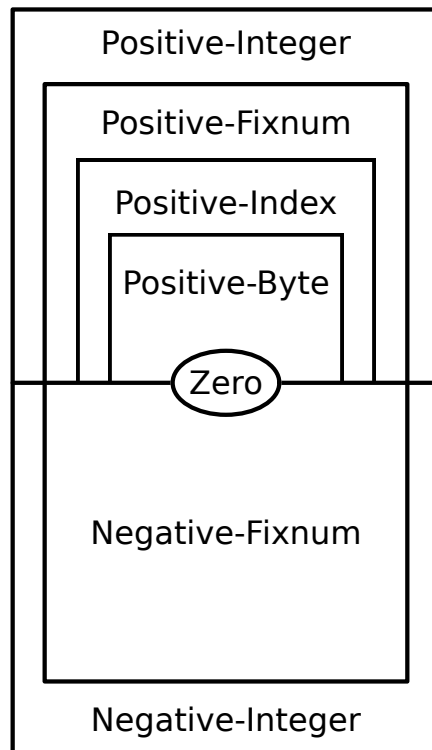 Positive-Integer
Positive-Fixnum
Positive-Index
Positive-Byte
Zero
Negative-Fixnum
Negative-Integer